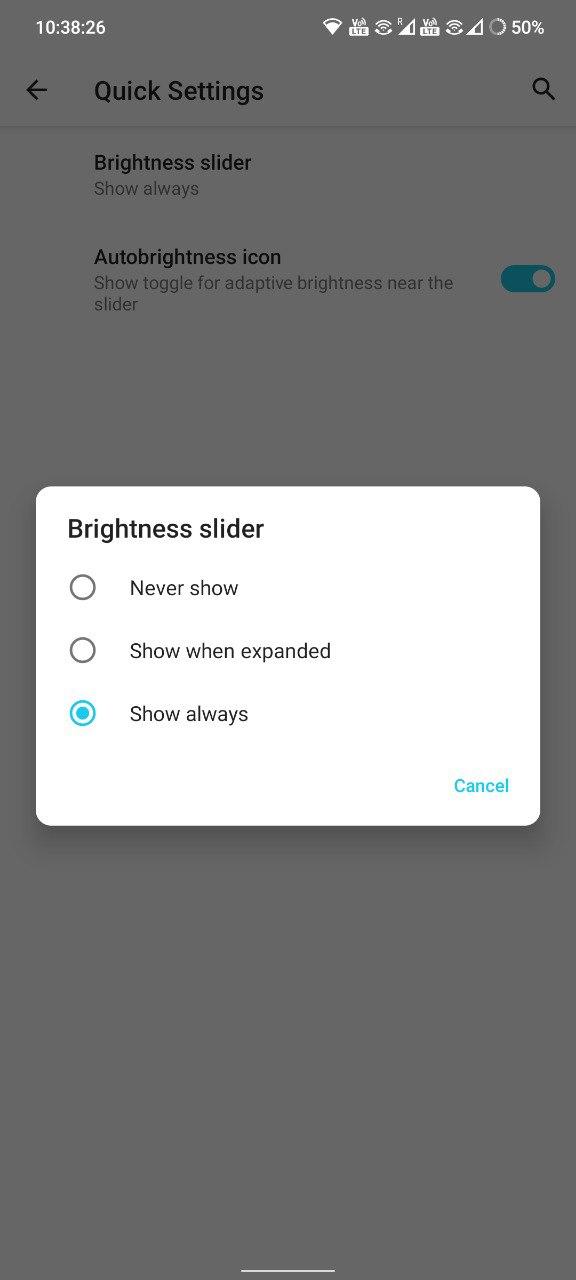 10:38:26 Vo) LTE R Vo) LTE 50%
Quick Settings
Brightness slider
Show always
Autobrightness icon
Show toggle for adaptive brightness near the
slider
Brightness slider
Never show
Show when expanded
Show always
Cancel